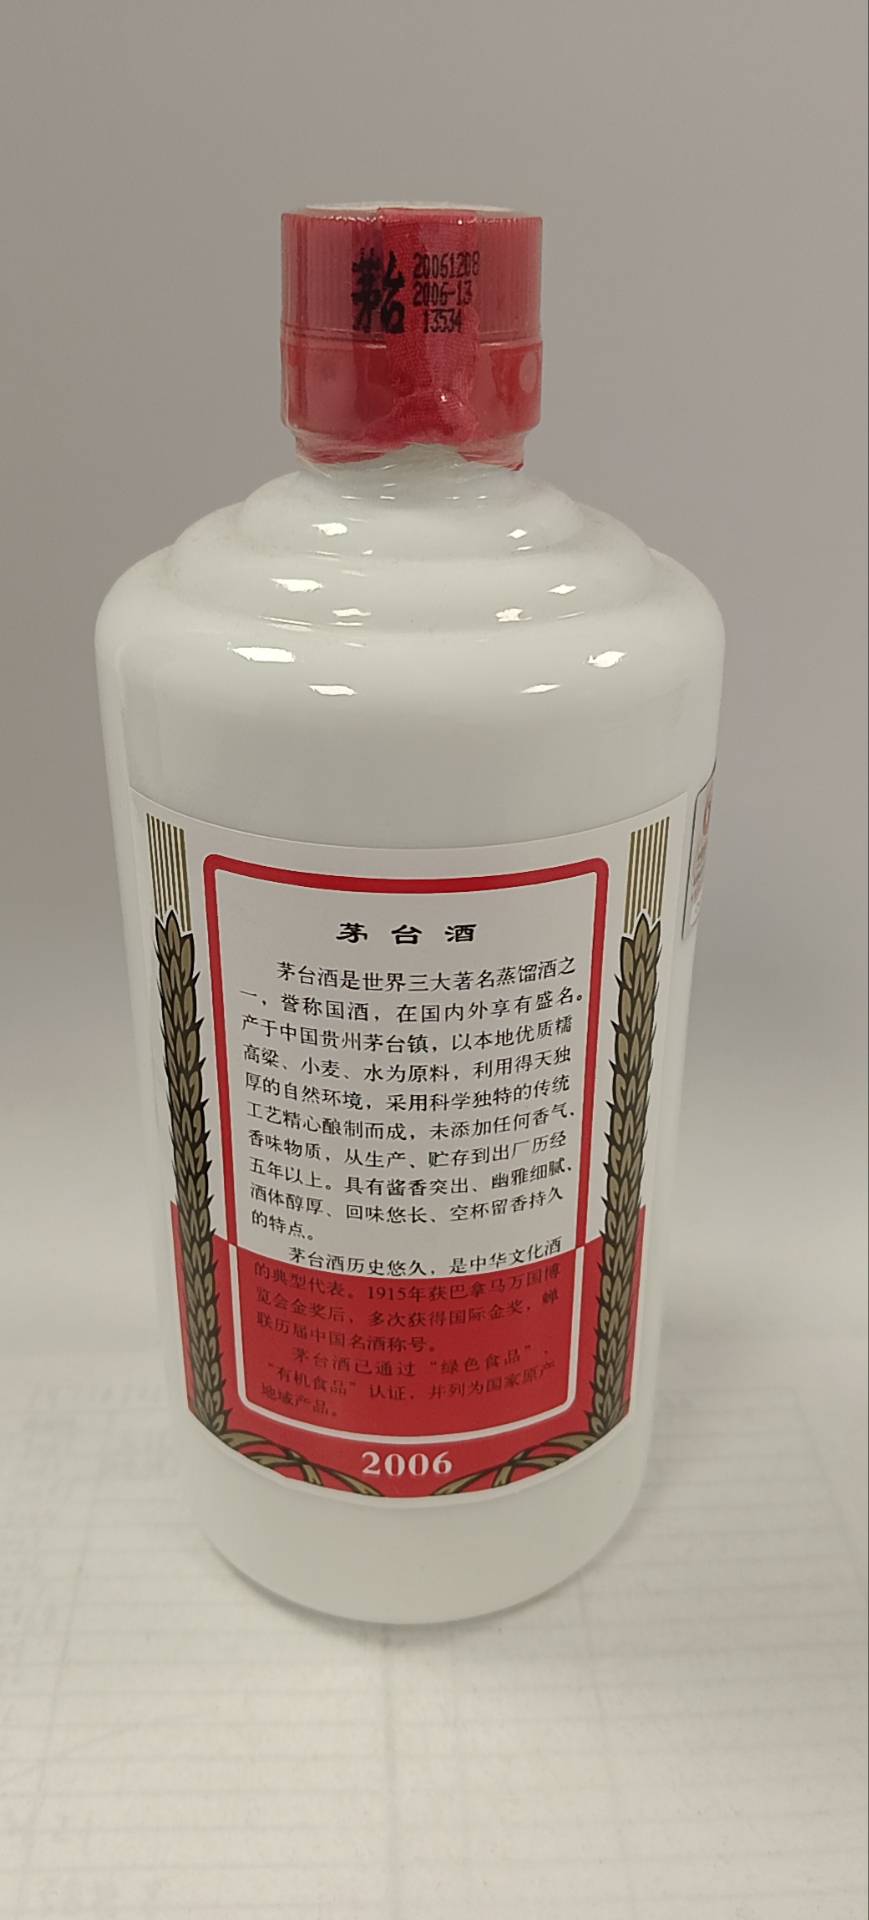 茅台
20061208
2006-13
13534
茅台酒
茅台酒是世界三大著名蒸馏酒之
一，誉称国酒，在国内外享有盛名。
产于中国贵州茅台镇，以本地优质糯
高粱、小麦、水为原料，利用得天独
厚的自然环境，采用科学独特的传统
工艺精心酿制而成，未添加任何香气、
香味物质，从生产、贮存到出厂历经
五年以上。具有酱香突出、幽雅细腻、
酒体醇厚、回味悠长、空杯留香持久
的特点。
茅台酒历史悠久，是中华文化酒
的典型代表。1915年获巴拿马万国博
览会金奖后，多次获得国际金奖，蝉
联历届中国名酒称号。
茅台酒已通过“绿色食品”、
“有机食品”认证，并列为国家原产
地域产品。
2006